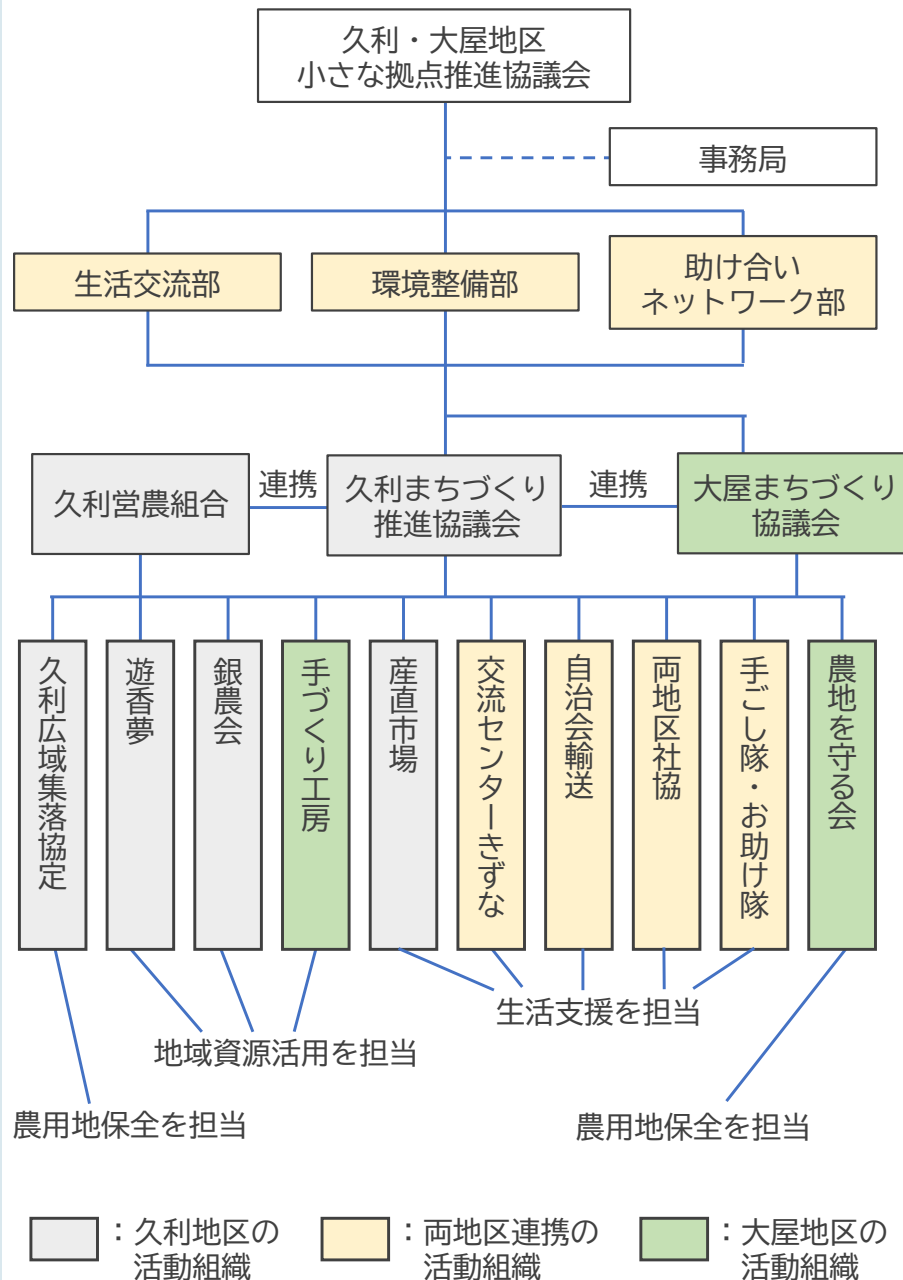 久利・大屋地区
小さな拠点推進協議会
事務局
生活交流部
環境整備部
助け合い
ネットワーク部
久利営農組合
連携
久利まちづくり
推進協議会
連携
大屋まちづくり
協議会
久利広域集落協定
遊香夢
銀農会
手づくり工房
産直市場
交流センターきずな
自治会輸送
両地区社協
手ごし隊・お助け隊
農地を守る会
生活支援を担当
地域資源活用を担当
農用地保全を担当
農用地保全を担当
：久利地区の
活動組織
：両地区連携の
活動組織
：大屋地区の
活動組織